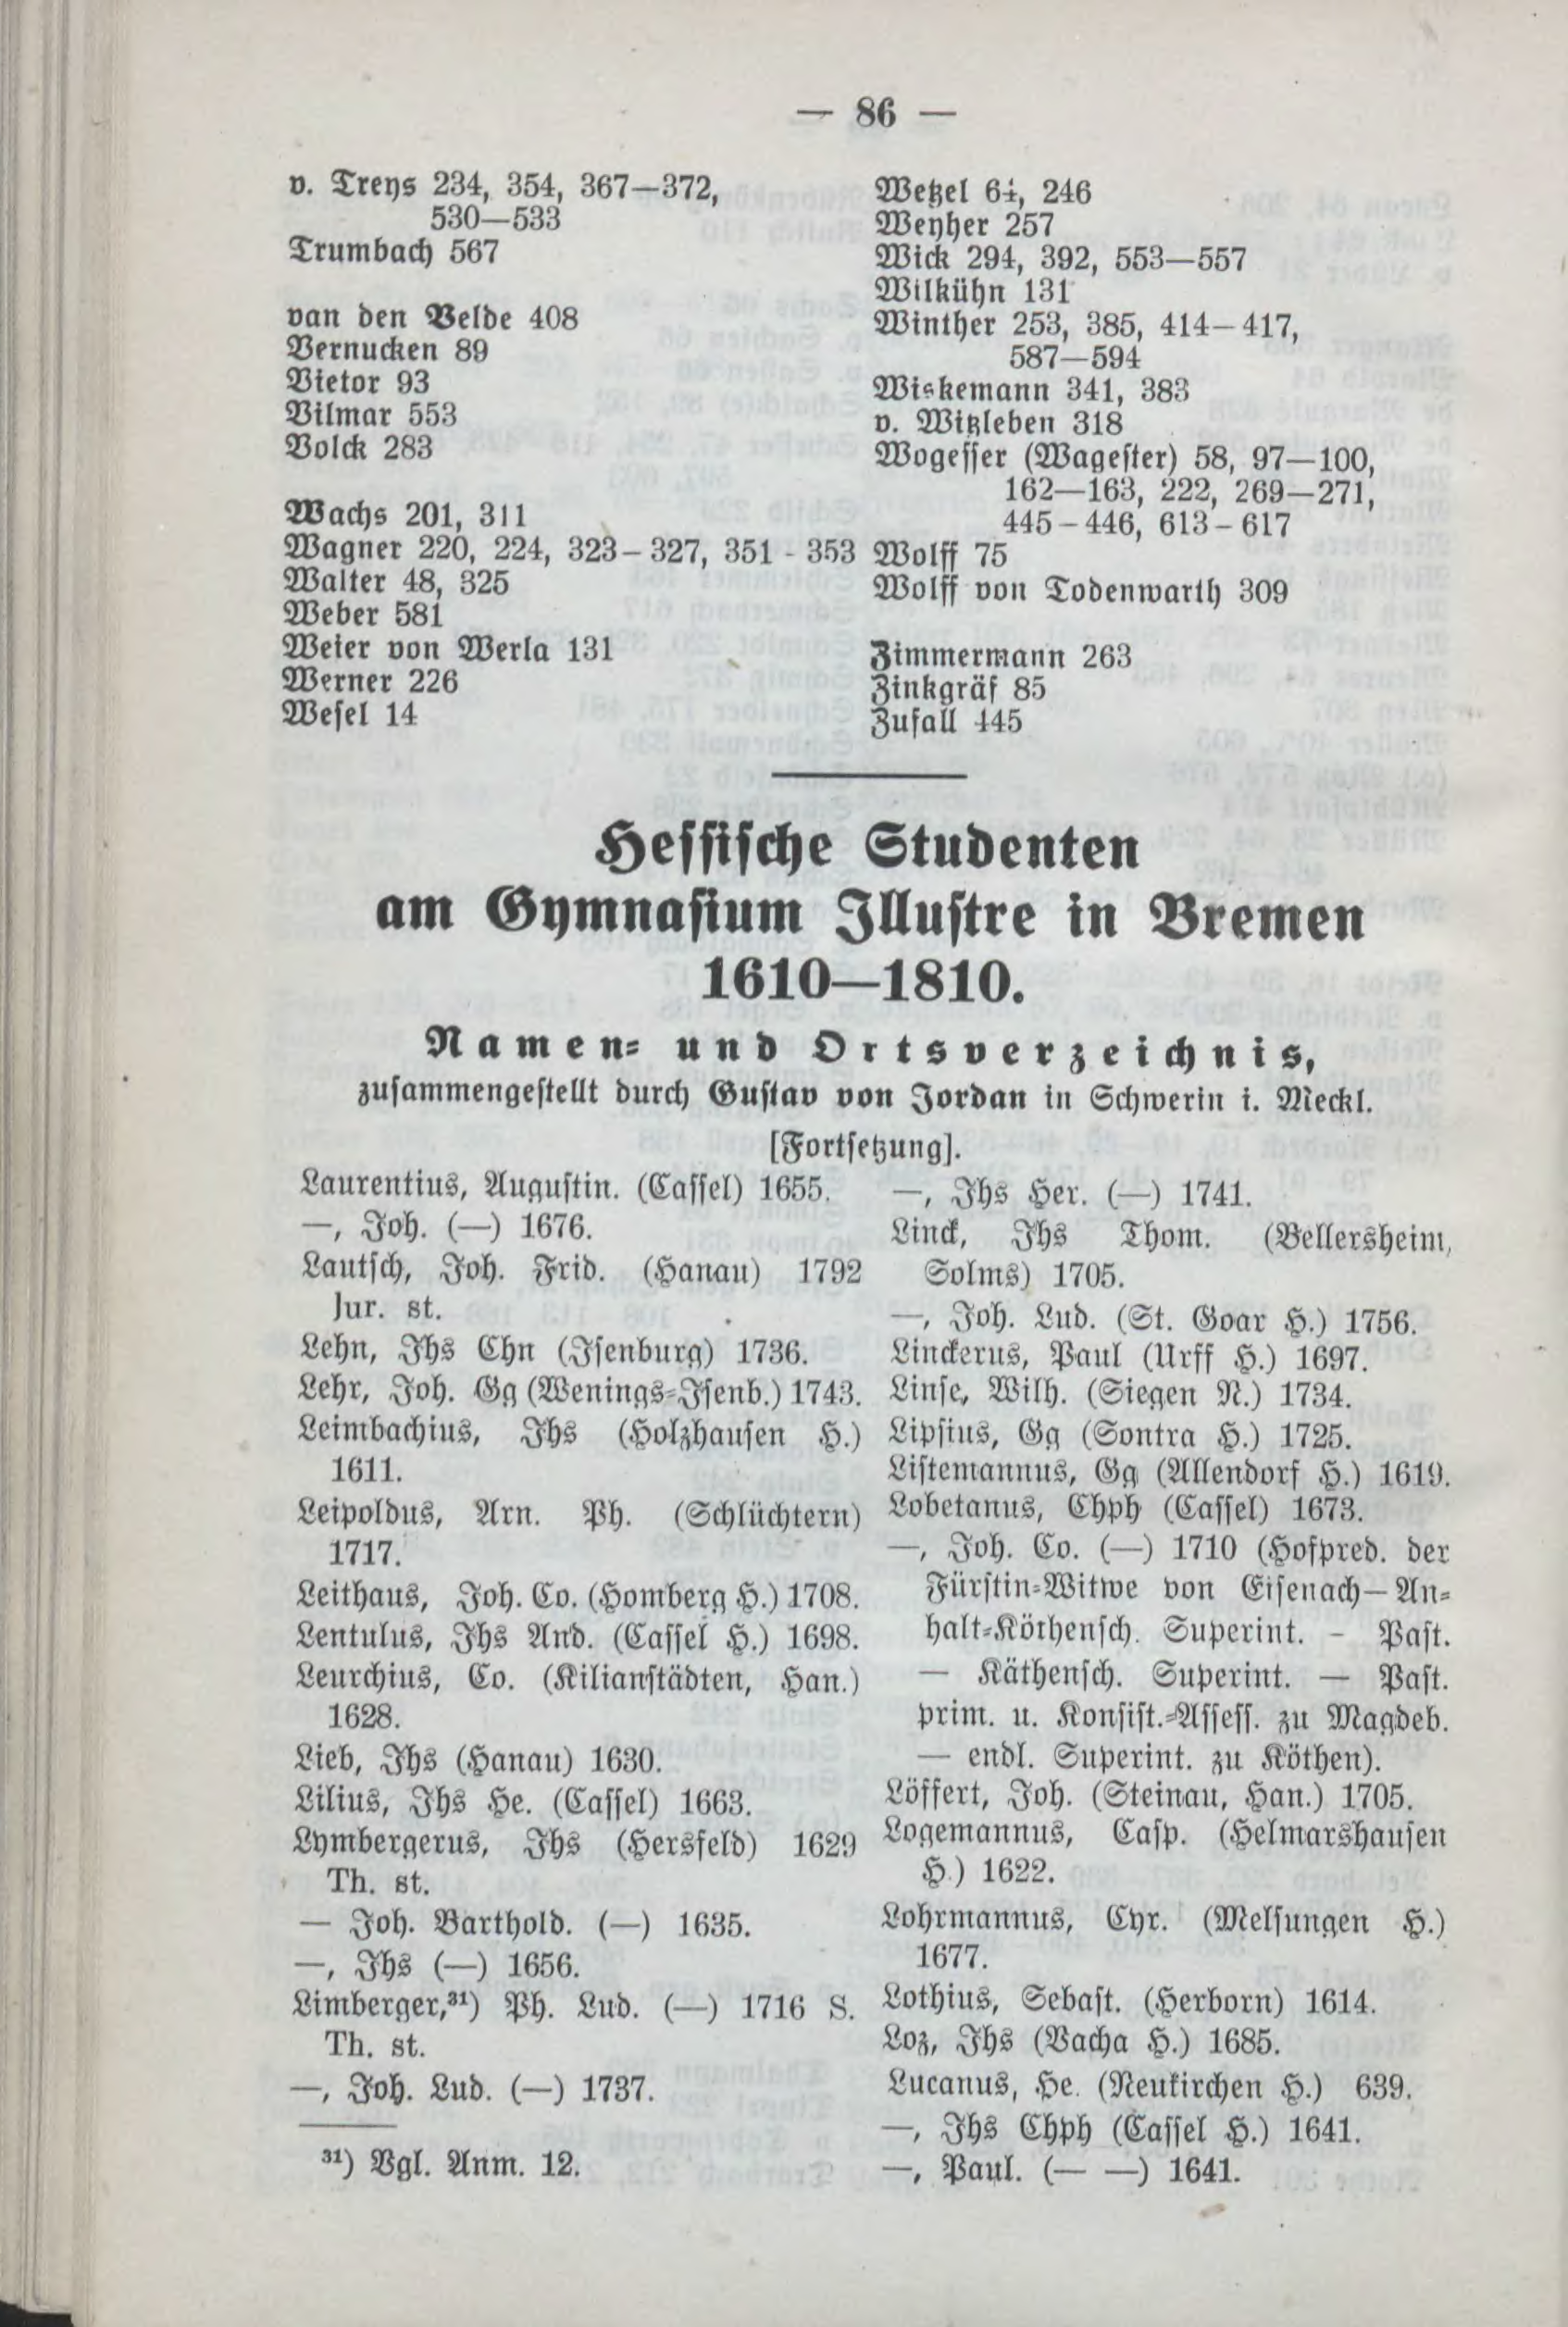 — 86 —
v. Treys 234, 354, 367—372,
530—533
Trumbach 567
van den Velde 408
Vernucken 89
Vietor 93
Vilmar 553
Volck 283
Wachs 201, 311
Wagner 220, 224, 323–327, 351-353
Walter 48, 325
Weber 581
Weier von Werla 131
Werner 226
Wesel 14
Wetzel 64, 246
Weyher 257
Wick 294, 392, 553—557
Wilkühn 131
Winther 253, 385, 414–417,
587—594
Wiskemann 341, 383
v. Witzleben 318
Wogesser (Wagester) 58, 97—100,
162—163, 222, 269—271,
445–446, 613–617
Wolff 75
Wolff von Todenwarth 309
Zimmermann 263
Zinkgräf 85
Zufall 445
Hessische Studenten
am Gymnasium Illustre in Bremen
1610—1810.
Namen- und Ortsverzeichnis,
zusammengestellt durch Gustav von Jordan in Schwerin i. Meckl.
[Fortsetzung].
Laurentius, Augustin. (Cassel) 1655.
—, Joh. (—) 1676.
Lautsch, Joh. Frid. (Hanau) 1792
Jur. st.
Lehn, Jhs Chn (Isenburg) 1736.
Lehr, Joh. Gg (Wenings-Isenb.) 1743.
Leimbachius, Jhs (Holzhausen H.)
1611.
Leipoldus, Arn. Ph. (Schlüchtern)
1717.
Leithaus, Joh. Co. (Homberg H.) 1708.
Lentulus, Jhs And. (Cassel H.) 1698.
Leurchius, Co. (Kilianstädten, Han.)
1628.
Lieb, Jhs (Hanau) 1630.
Lilius, Jhs He. (Cassel) 1663.
Lymbergerus, Jhs (Hersfeld) 1629
Th. st.
— Joh. Barthold. (—) 1635.
—, Jhs (—) 1656.
Limberger,³¹) Ph. Lud. (—) 1716 S.
Th. st.
—, Joh. Lud. (—) 1737.
³¹) Vgl. Anm. 12.
—, Jhs Her. (—) 1741.
Linck, Jhs Thom. (Bellersheim,
Solms) 1705.
—, Joh. Lud. (St. Goar H.) 1756.
Linckerus, Paul (Urff H.) 1697.
Linse, Wilh. (Siegen N.) 1734.
Lipsius, Gg (Sontra H.) 1725.
Listemannus, Gg (Allendorf H.) 1619.
Lobetanus, Chph (Cassel) 1673.
—, Joh. Co. (—) 1710 (Hofpred. der
Fürstin-Witwe von Eisenach—An-
halt-Köthensch. Superint. - Past.
— Käthensch. Superint. — Past.
prim. u. Konsist.-Assess. zu Magdeb.
— endl. Superint. zu Köthen).
Löffert, Joh. (Steinau, Han.) 1705.
Logemannus, Casp. (Helmarshausen
H.) 1622.
Lohrmannus, Chr. (Melsungen H.)
1677.
Lothius, Sebast. (Herborn) 1614.
Loz, Jhs (Vacha H.) 1685.
Lucanus, He. (Neukirchen H.) 639.
—, Jhs Chph (Cassel H.) 1641.
—, Paul. (— —) 1641.